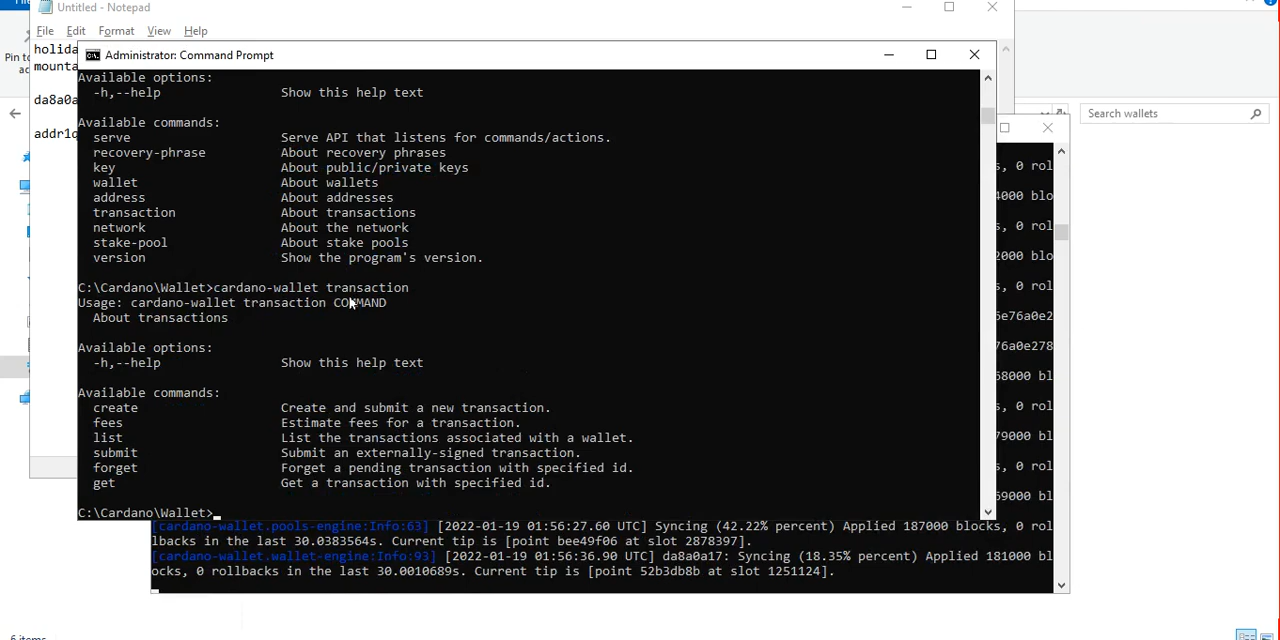 Untitled - Notepad
File Edit Format View Help
Pin to
Administrator: Command Prompt
Search wallets
da8a0a
addr1q
Available options:
-h,--help Show this help text
Available commands:
serve Serve API that listens for commands/actions.
recovery-phrase About recovery phrases
key About public/private keys
wallet About wallets
address About addresses
transaction About transactions
network About the network
stake-pool About stake pools
version Show the program's version.
C:\Cardano\Wallet>cardano-wallet transaction
Usage: cardano-wallet transaction COMMAND
About transactions
Available options:
-h,--help Show this help text
Available commands:
create Create and submit a new transaction.
fees Estimate fees for a transaction.
list List the transactions associated with a wallet.
submit Submit an externally-signed transaction.
forget Forget a pending transaction with specified id.
get Get a transaction with specified id.
C:\Cardano\Wallet>
s, 0 rol
4000 blo
s, 0 rol
2000 blo
s, 0 rol
6e76a0e2
76a0e278
68000 bl
s, 0 rol
79000 bl
s, 0 rol
69000 bl
s, 0 rol
[cardano-wallet.pools-engine:Info:63] [2022-01-19 01:56:27.60 UTC] Syncing (42.22% percent) Applied 187000 blocks, 0 rol
lbacks in the last 30.0383564s. Current tip is [point bee49f06 at slot 2878397].
[cardano-wallet.wallet-engine:Info:93] [2022-01-19 01:56:36.90 UTC] da8a0a17: Syncing (18.35% percent) Applied 181000 bl
ocks, 0 rollbacks in the last 30.0010689s. Current tip is [point 52b3db8b at slot 1251124].
6 items